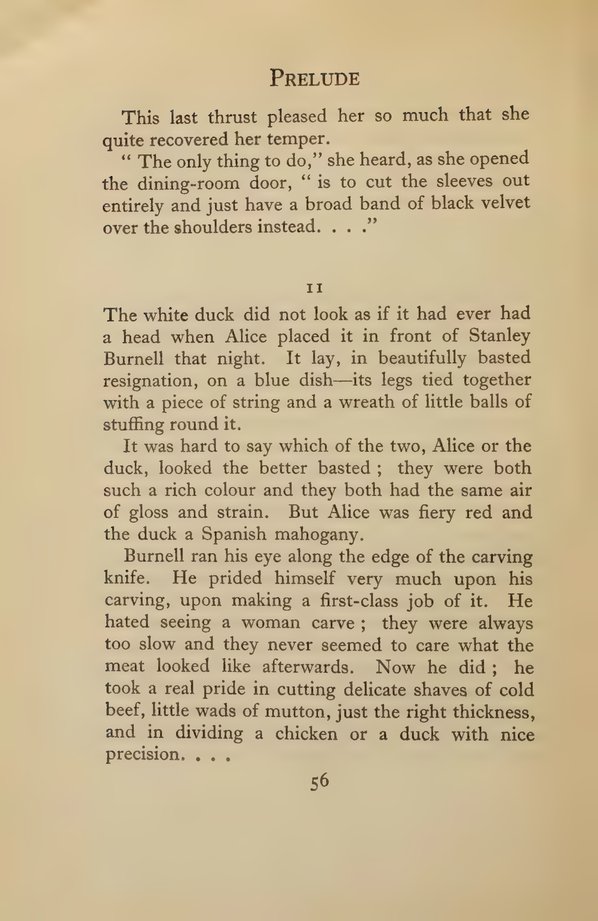 PRELUDE
This last thrust pleased her so much that she
quite recovered her temper.
“ The only thing to do,” she heard, as she opened
the dining-room door, “ is to cut the sleeves out
entirely and just have a broad band of black velvet
over the shoulders instead. . . .”
11
The white duck did not look as if it had ever had
a head when Alice placed it in front of Stanley
Burnell that night. It lay, in beautifully basted
resignation, on a blue dish—its legs tied together
with a piece of string and a wreath of little balls of
stuffing round it.
It was hard to say which of the two, Alice or the
duck, looked the better basted ; they were both
such a rich colour and they both had the same air
of gloss and strain. But Alice was fiery red and
the duck a Spanish mahogany.
Burnell ran his eye along the edge of the carving
knife. He prided himself very much upon his
carving, upon making a first-class job of it. He
hated seeing a woman carve ; they were always
too slow and they never seemed to care what the
meat looked like afterwards. Now he did ; he
took a real pride in cutting delicate shaves of cold
beef, little wads of mutton, just the right thickness,
and in dividing a chicken or a duck with nice
precision. . . .
56